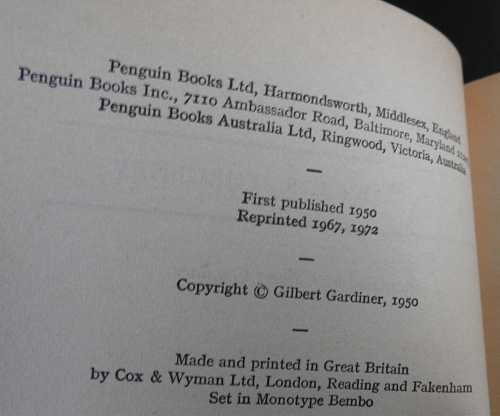 Penguin Books Ltd, Harmondsworth, Middlesex, England
Penguin Books Inc., 7110 Ambassador Road, Baltimore, Maryland
Penguin Books Australia Ltd, Ringwood, Victoria, Australia
—
First published 1950
Reprinted 1967, 1972
—
Copyright © Gilbert Gardiner, 1950
—
Made and printed in Great Britain
by Cox & Wyman Ltd, London, Reading and Fakenham
Set in Monotype Bembo